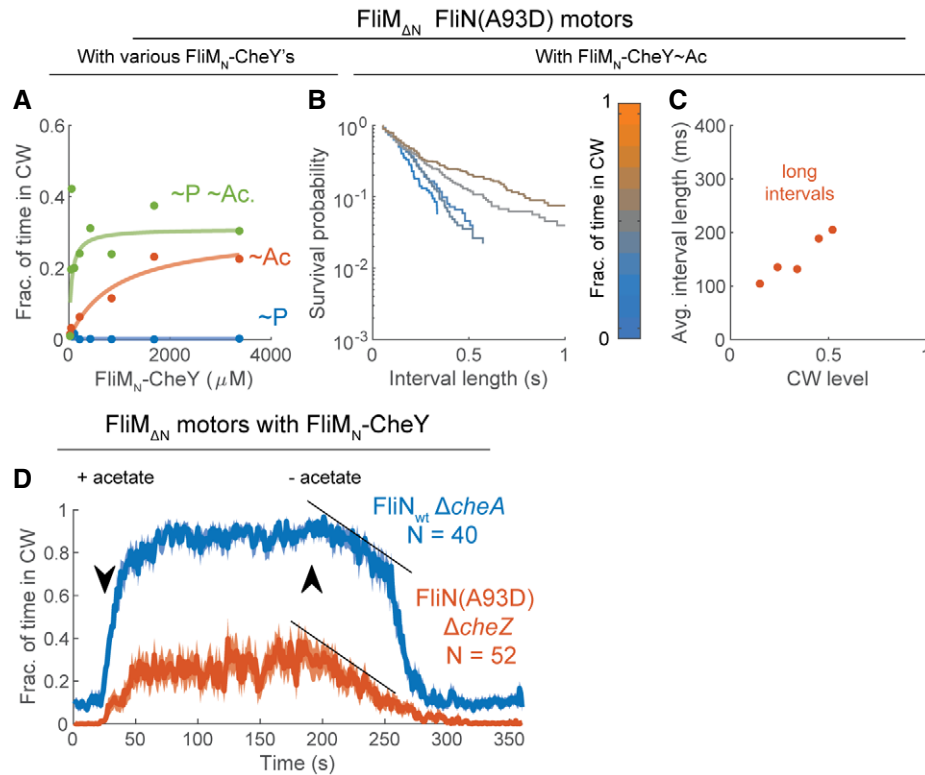 FliM_ΔN FliN(A93D) motors
With various FliM_N-CheY's
With FliM_N-CheY~Ac
A
Frac. of time in CW
0.6
0.4
0.2
0
~P ~Ac.
~Ac
~P
0
2000
4000
FliM_N-CheY (μM)
B
Survival probability
10^0
10^-1
10^-2
10^-3
0
0.5
1
Interval length (s)
Frac. of time in CW
1
0
C
Avg. interval length (ms)
400
300
200
100
0
long
intervals
0
0.5
1
CW level
FliM_ΔN motors with FliM_N-CheY
D
+ acetate
- acetate
Frac. of time in CW
1
0.8
0.6
0.4
0.2
0
FliN_wt ΔcheA
N = 40
FliN(A93D)
ΔcheZ
N = 52
0
50
100
150
200
250
300
350
Time (s)